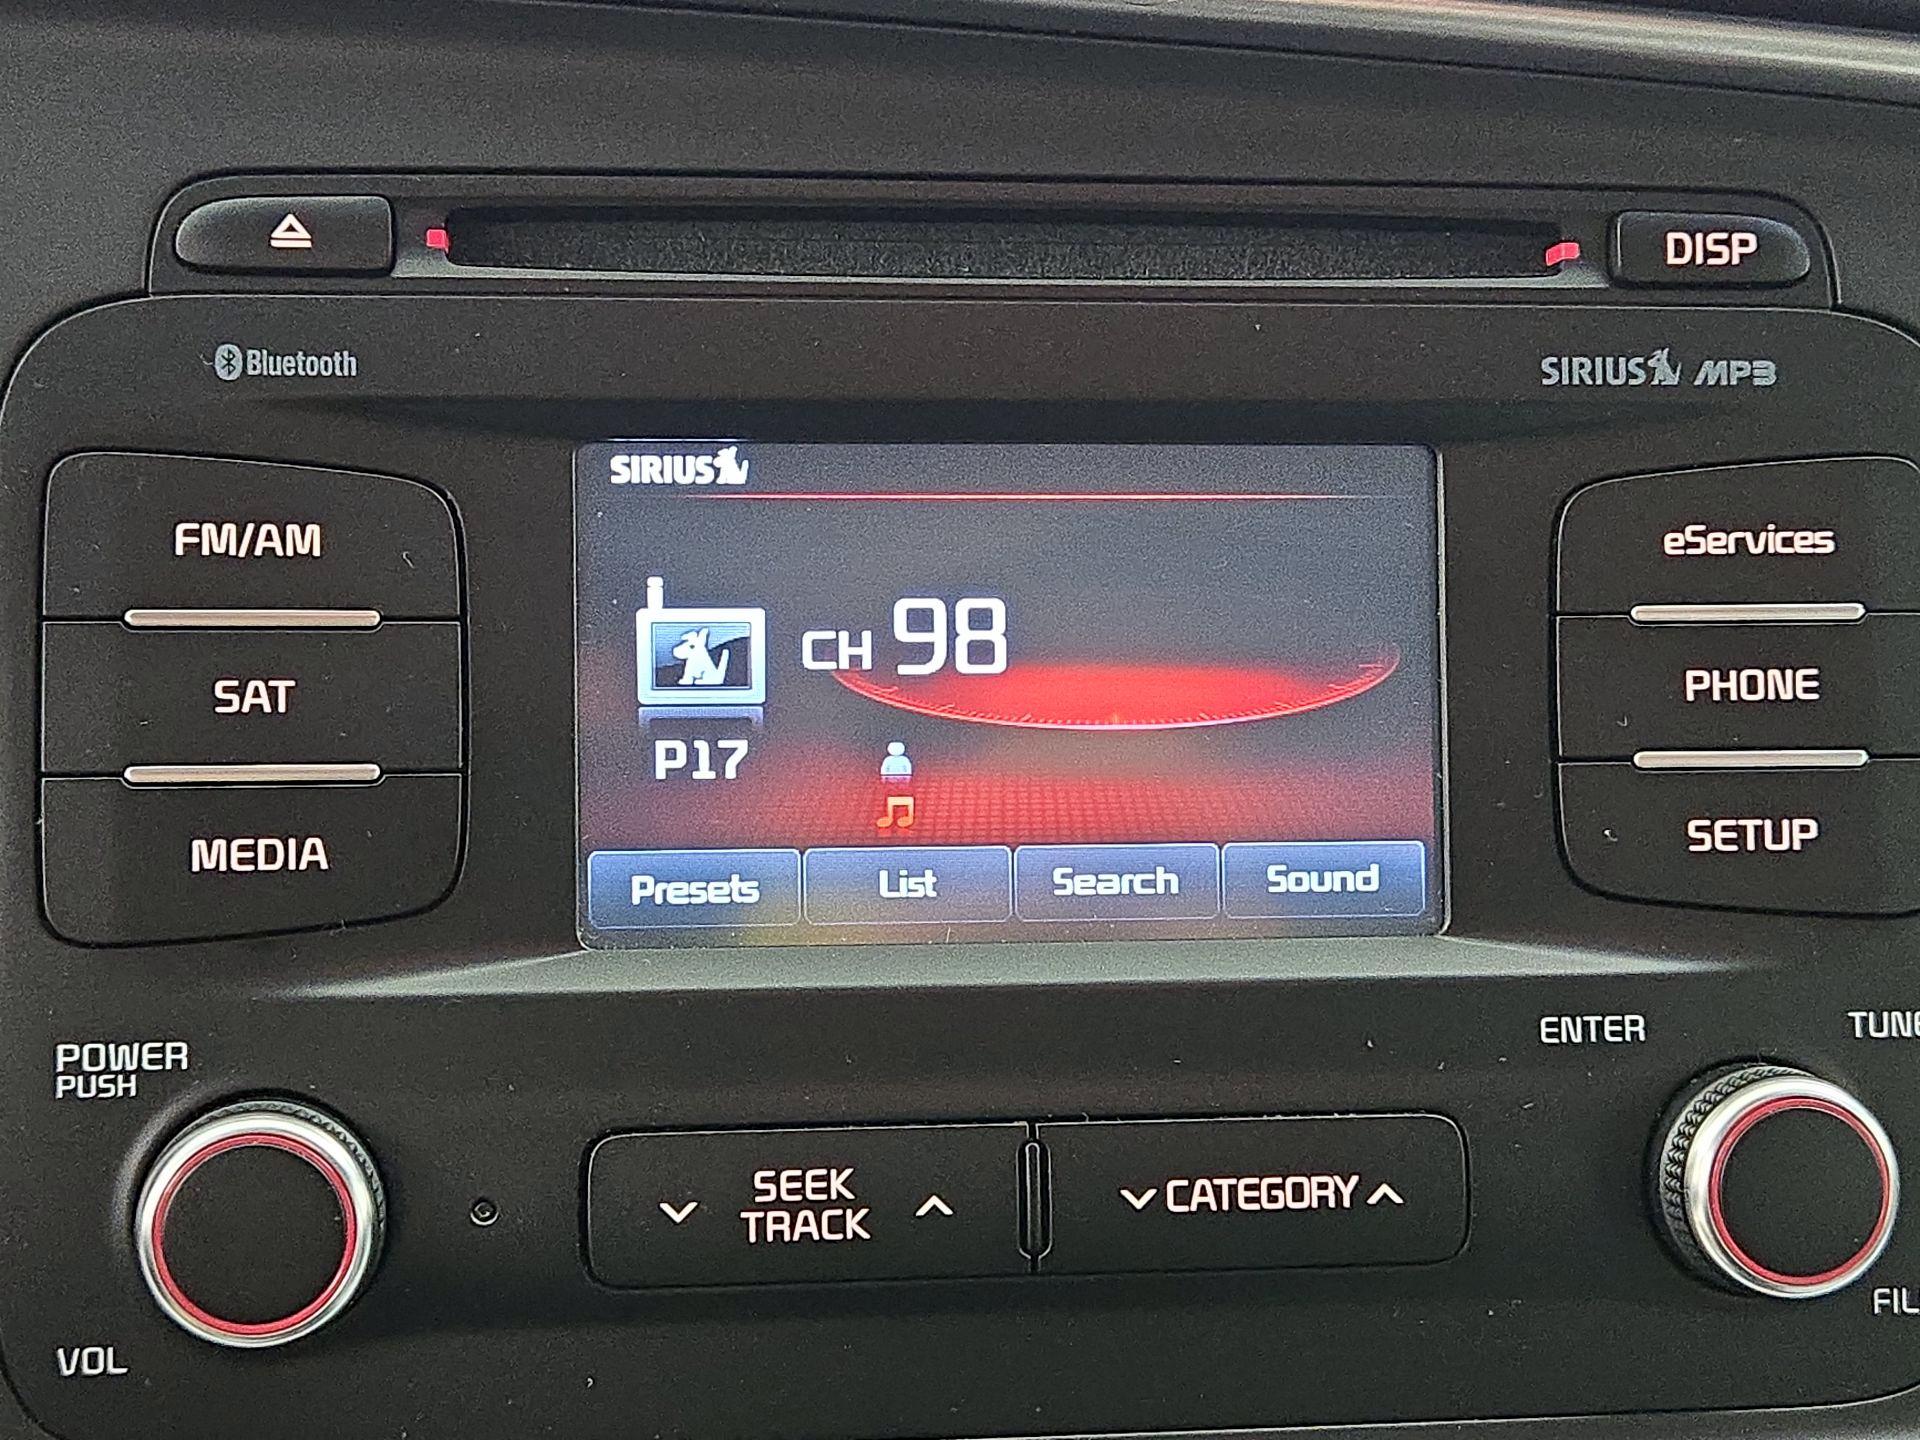 DISP
Bluetooth
SIRIUS MP3
SIRIUS
FM/AM
SAT
MEDIA
CH 98
P17
Presets List Search Sound
eServices
PHONE
SETUP
POWER
PUSH
VOL
SEEK
TRACK
CATEGORY
ENTER
TUNE